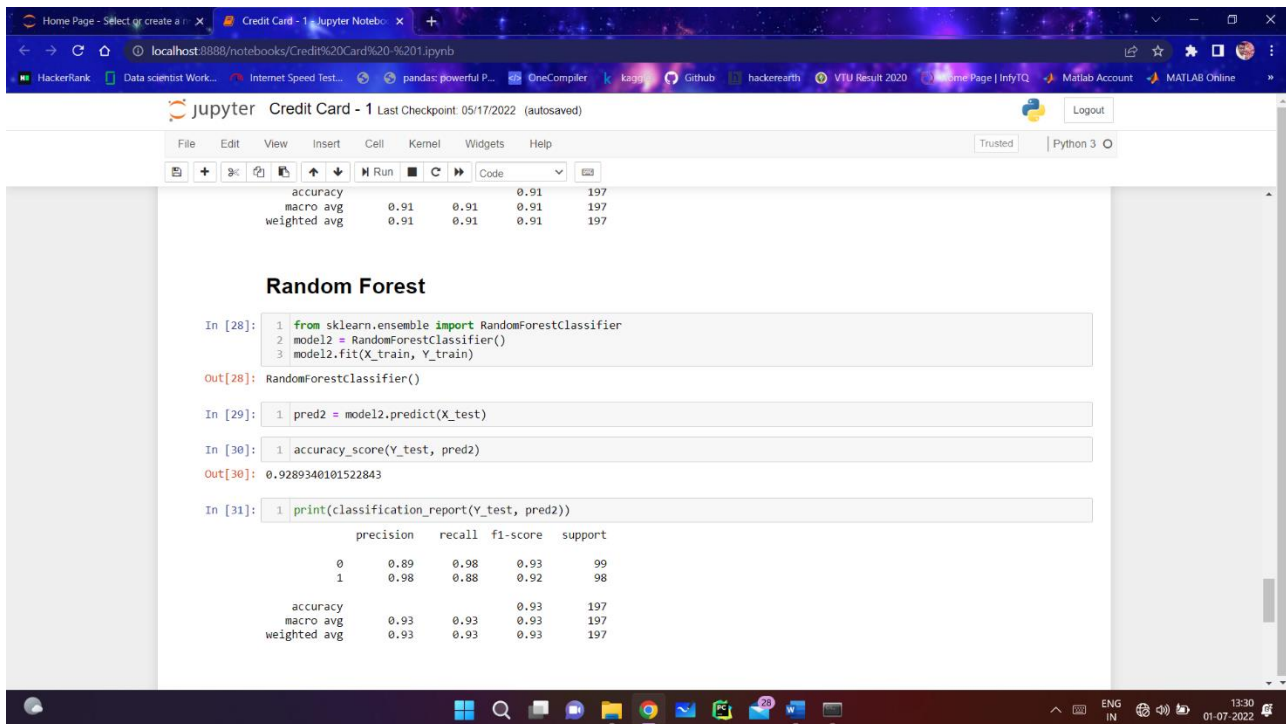 Home Page - Select or create a n
Credit Card - 1 - Jupyter Notebo
localhost:8888/notebooks/Credit%20Card%20-%201.ipynb
HackerRank Data scientist Work... Internet Speed Test... pandas: powerful P... OneCompiler Github hackerearth VTU Result 2020 Home Page | InfyTQ Matlab Account MATLAB Online »
jupyter Credit Card - 1 Last Checkpoint: 05/17/2022 (autosaved) Logout
File Edit View Insert Cell Kernel Widgets Help Trusted Python 3
Run Code
accuracy 0.91 197
macro avg 0.91 0.91 0.91 197
weighted avg 0.91 0.91 0.91 197
Random Forest
In [28]: 1 from sklearn.ensemble import RandomForestClassifier
2 model2 = RandomForestClassifier()
3 model2.fit(X_train, Y_train)
Out[28]: RandomForestClassifier()
In [29]: 1 pred2 = model2.predict(X_test)
In [30]: 1 accuracy_score(Y_test, pred2)
Out[30]: 0.9289340101522843
In [31]: 1 print(classification_report(Y_test, pred2))
precision recall f1-score support
0 0.89 0.98 0.93 99
1 0.98 0.88 0.92 98
accuracy 0.93 197
macro avg 0.93 0.93 0.93 197
weighted avg 0.93 0.93 0.93 197
28
ENG
IN
13:30
01-07-2022